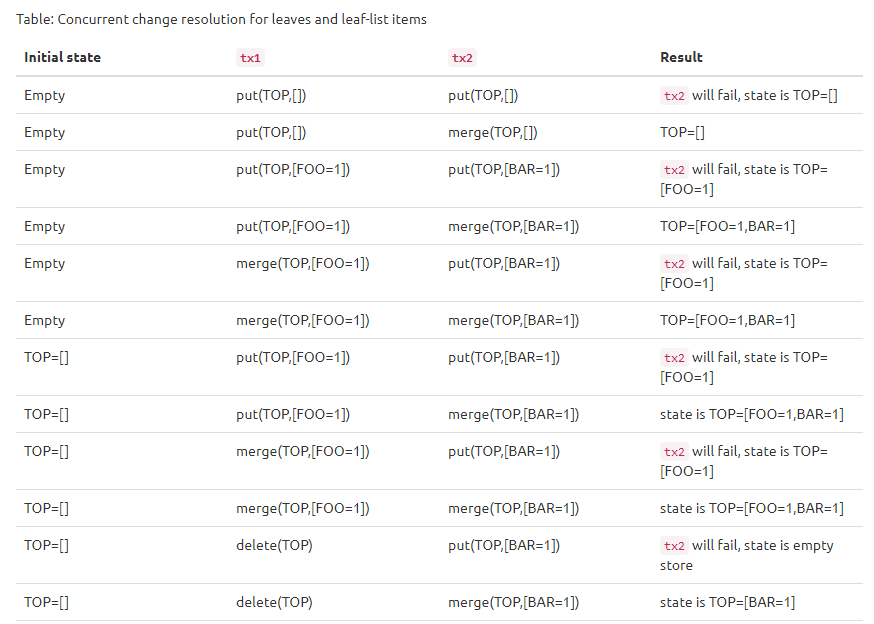 Table: Concurrent change resolution for leaves and leaf-list items
Initial state tx1 tx2 Result
Empty put(TOP,[]) put(TOP,[]) tx2 will fail, state is TOP=[]
Empty put(TOP,[]) merge(TOP,[]) TOP=[]
Empty put(TOP,[FOO=1]) put(TOP,[BAR=1]) tx2 will fail, state is TOP=
[FOO=1]
Empty put(TOP,[FOO=1]) merge(TOP,[BAR=1]) TOP=[FOO=1,BAR=1]
Empty merge(TOP,[FOO=1]) put(TOP,[BAR=1]) tx2 will fail, state is TOP=
[FOO=1]
Empty merge(TOP,[FOO=1]) merge(TOP,[BAR=1]) TOP=[FOO=1,BAR=1]
TOP=[] put(TOP,[FOO=1]) put(TOP,[BAR=1]) tx2 will fail, state is TOP=
[FOO=1]
TOP=[] put(TOP,[FOO=1]) merge(TOP,[BAR=1]) state is TOP=[FOO=1,BAR=1]
TOP=[] merge(TOP,[FOO=1]) put(TOP,[BAR=1]) tx2 will fail, state is TOP=
[FOO=1]
TOP=[] merge(TOP,[FOO=1]) merge(TOP,[BAR=1]) state is TOP=[FOO=1,BAR=1]
TOP=[] delete(TOP) put(TOP,[BAR=1]) tx2 will fail, state is empty
store
TOP=[] delete(TOP) merge(TOP,[BAR=1]) state is TOP=[BAR=1]